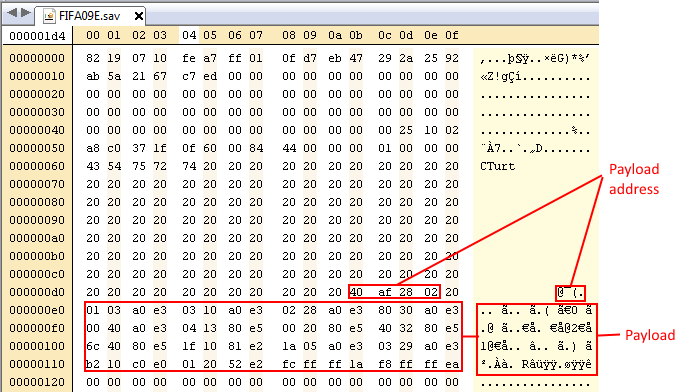 FIFA09E.sav
000001d4 00 01 02 03 04 05 06 07 08 09 0a 0b 0c 0d 0e 0f
00000000 82 19 07 10 fe a7 ff 01 0f d7 eb 47 29 2a 25 92 ‚...þ§ÿ..×ëG)*%’
00000010 ab 5a 21 67 c7 ed 00 00 00 00 00 00 00 00 00 00 «Z!gÇí..........
00000020 00 00 00 00 00 00 00 00 00 00 00 00 00 00 00 00 ................
00000030 00 00 00 00 00 00 00 00 00 00 00 00 00 00 00 00 ................
00000040 00 00 00 00 00 00 00 00 00 00 00 00 00 25 10 02 .............%..
00000050 a8 c0 37 1f 0f 60 00 84 44 00 00 00 01 00 00 00 ¨À7..`.„D.......
00000060 43 54 75 72 74 20 20 20 20 20 20 20 20 20 20 20 CTurt
00000070 20 20 20 20 20 20 20 20 20 20 20 20 20 20 20 20
00000080 20 20 20 20 20 20 20 20 20 20 20 20 20 20 20 20
00000090 20 20 20 20 20 20 20 20 20 20 20 20 20 20 20 20
000000a0 20 20 20 20 20 20 20 20 20 20 20 20 20 20 20 20
000000b0 20 20 20 20 20 20 20 20 20 20 20 20 20 20 20 20
000000c0 20 20 20 20 20 20 20 20 20 20 20 20 20 20 20 20
000000d0 20 20 20 20 20 20 20 20 20 20 20 40 af 28 02 20 @¯(.
000000e0 01 03 a0 e3 03 10 a0 e3 02 28 a0 e3 80 30 a0 e3 .. ã.. ã.( ã€0 ã
000000f0 00 40 a0 e3 04 13 80 e5 00 20 80 e5 40 32 80 e5 .@ ã..€å. €å@2€å
00000100 6c 40 80 e5 1f 10 81 e2 1a 05 a0 e3 03 29 a0 e3 l@€å...â.. ã.) ã
00000110 b2 10 c0 e0 01 20 52 e2 fc ff ff 1a f8 ff ff ea ².Àà. Râüÿÿ.øÿÿê
00000120 00 00 00 00 00 00 00 00 00 00 00 00 00 00 00 00 ................
Payload
address
Payload